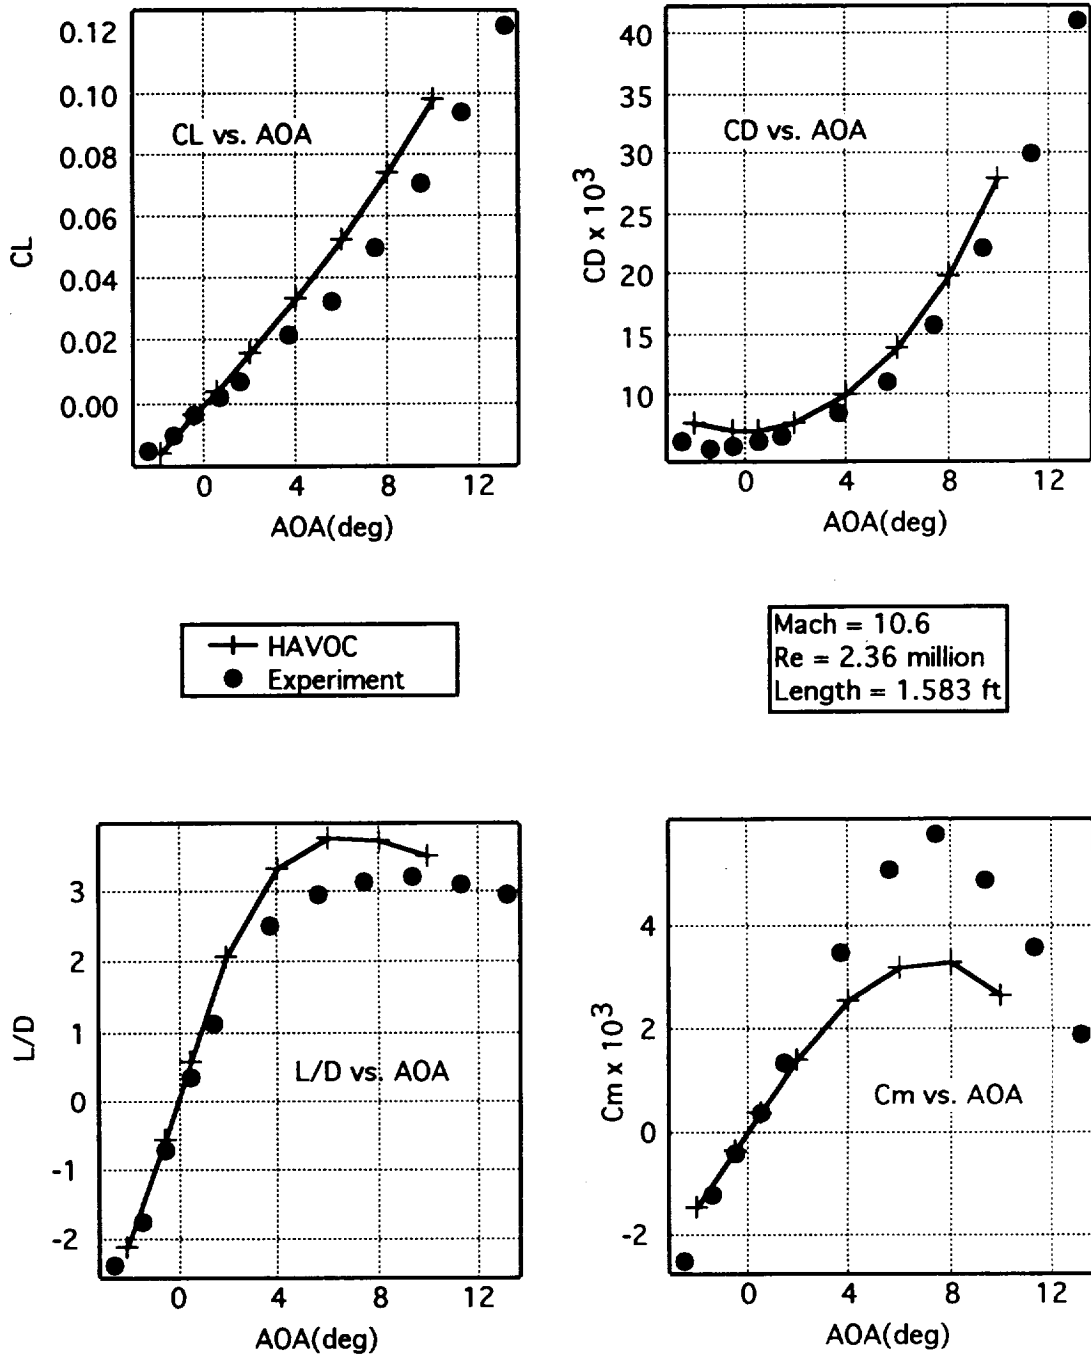 0.12
0.10
0.08
0.06
0.04
0.02
0.00
CL
CL vs. AOA
0 4 8 12
AOA(deg)
40
35
30
25
20
15
10
CD x 10³
CD vs. AOA
0 4 8 12
AOA(deg)
HAVOC
Experiment
Mach = 10.6
Re = 2.36 million
Length = 1.583 ft
3
2
1
0
-1
-2
L/D
L/D vs. AOA
0 4 8 12
AOA(deg)
4
2
0
-2
Cm x 10³
Cm vs. AOA
0 4 8 12
AOA(deg)